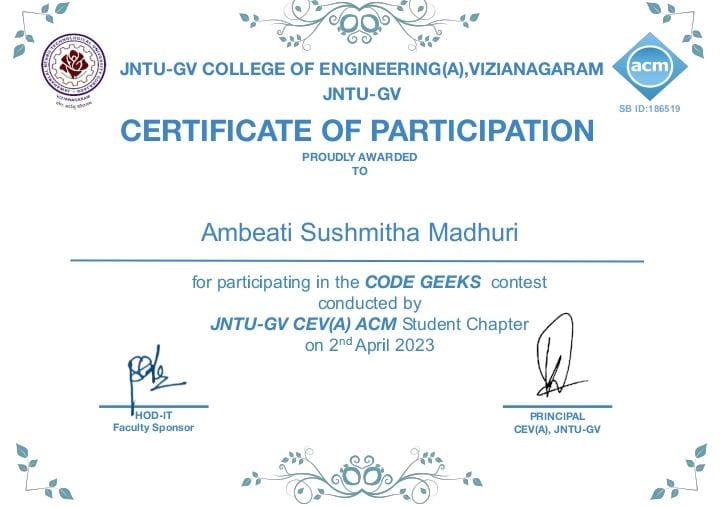 JNTU-GV COLLEGE OF ENGINEERING(A),VIZIANAGARAM
JNTU-GV
acm
SB ID:186519
VIZIANAGARAM
CERTIFICATE OF PARTICIPATION
PROUDLY AWARDED
TO
Ambeati Sushmitha Madhuri
for participating in the CODE GEEKS contest
conducted by
JNTU-GV CEV(A) ACM Student Chapter
on 2nd April 2023
HOD-IT
Faculty Sponsor
PRINCIPAL
CEV(A), JNTU-GV